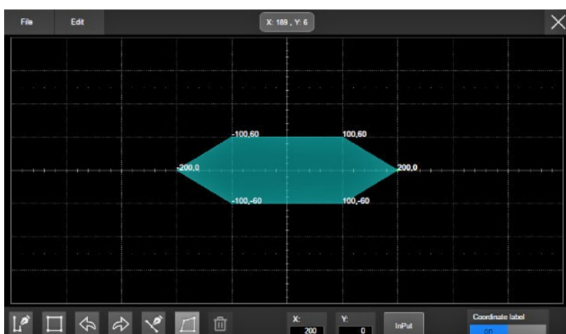 File Edit X: 189 , Y: 6
-100,60 100,60
-200,0 200,0
-100,-60 100,-60
X: Y: InPut Coordinate label
200 0 on